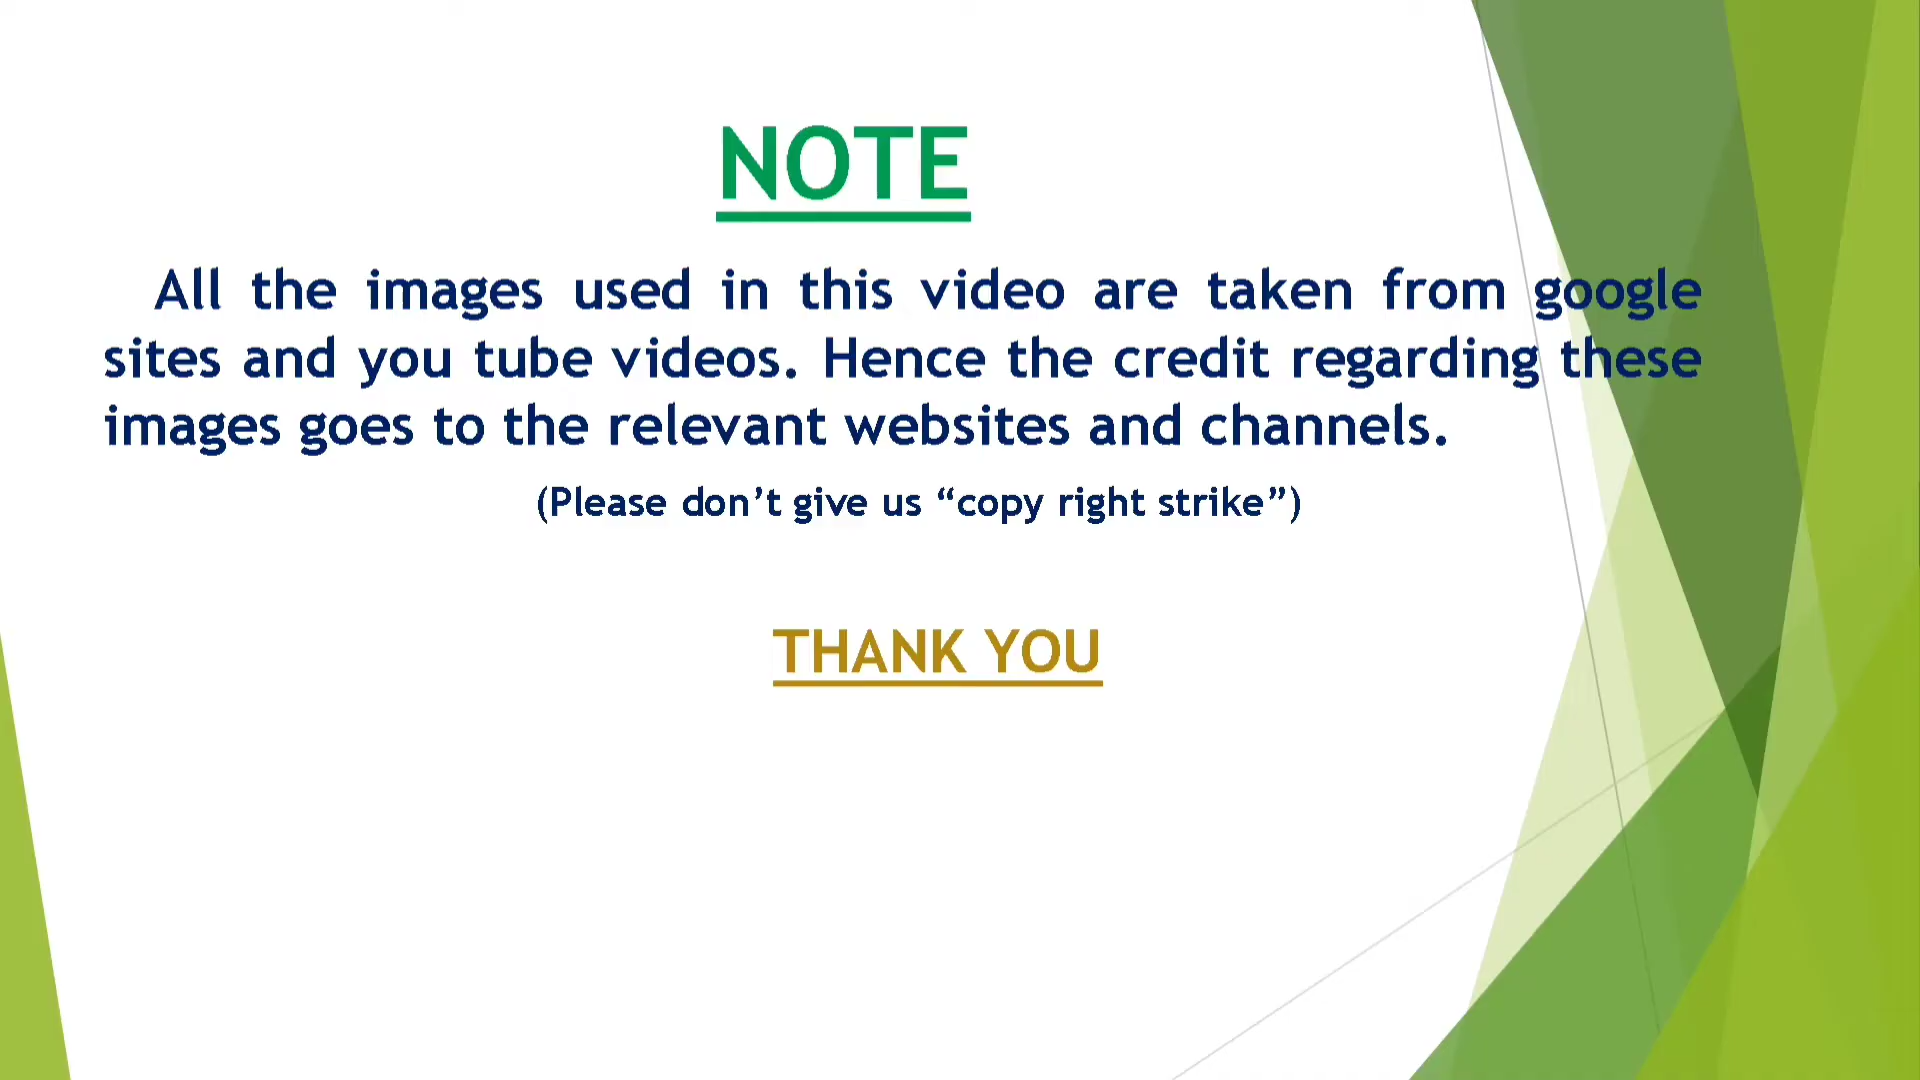 NOTE
All the images used in this video are taken from google
sites and you tube videos. Hence the credit regarding these
images goes to the relevant websites and channels.
(Please don’t give us “copy right strike”)
THANK YOU